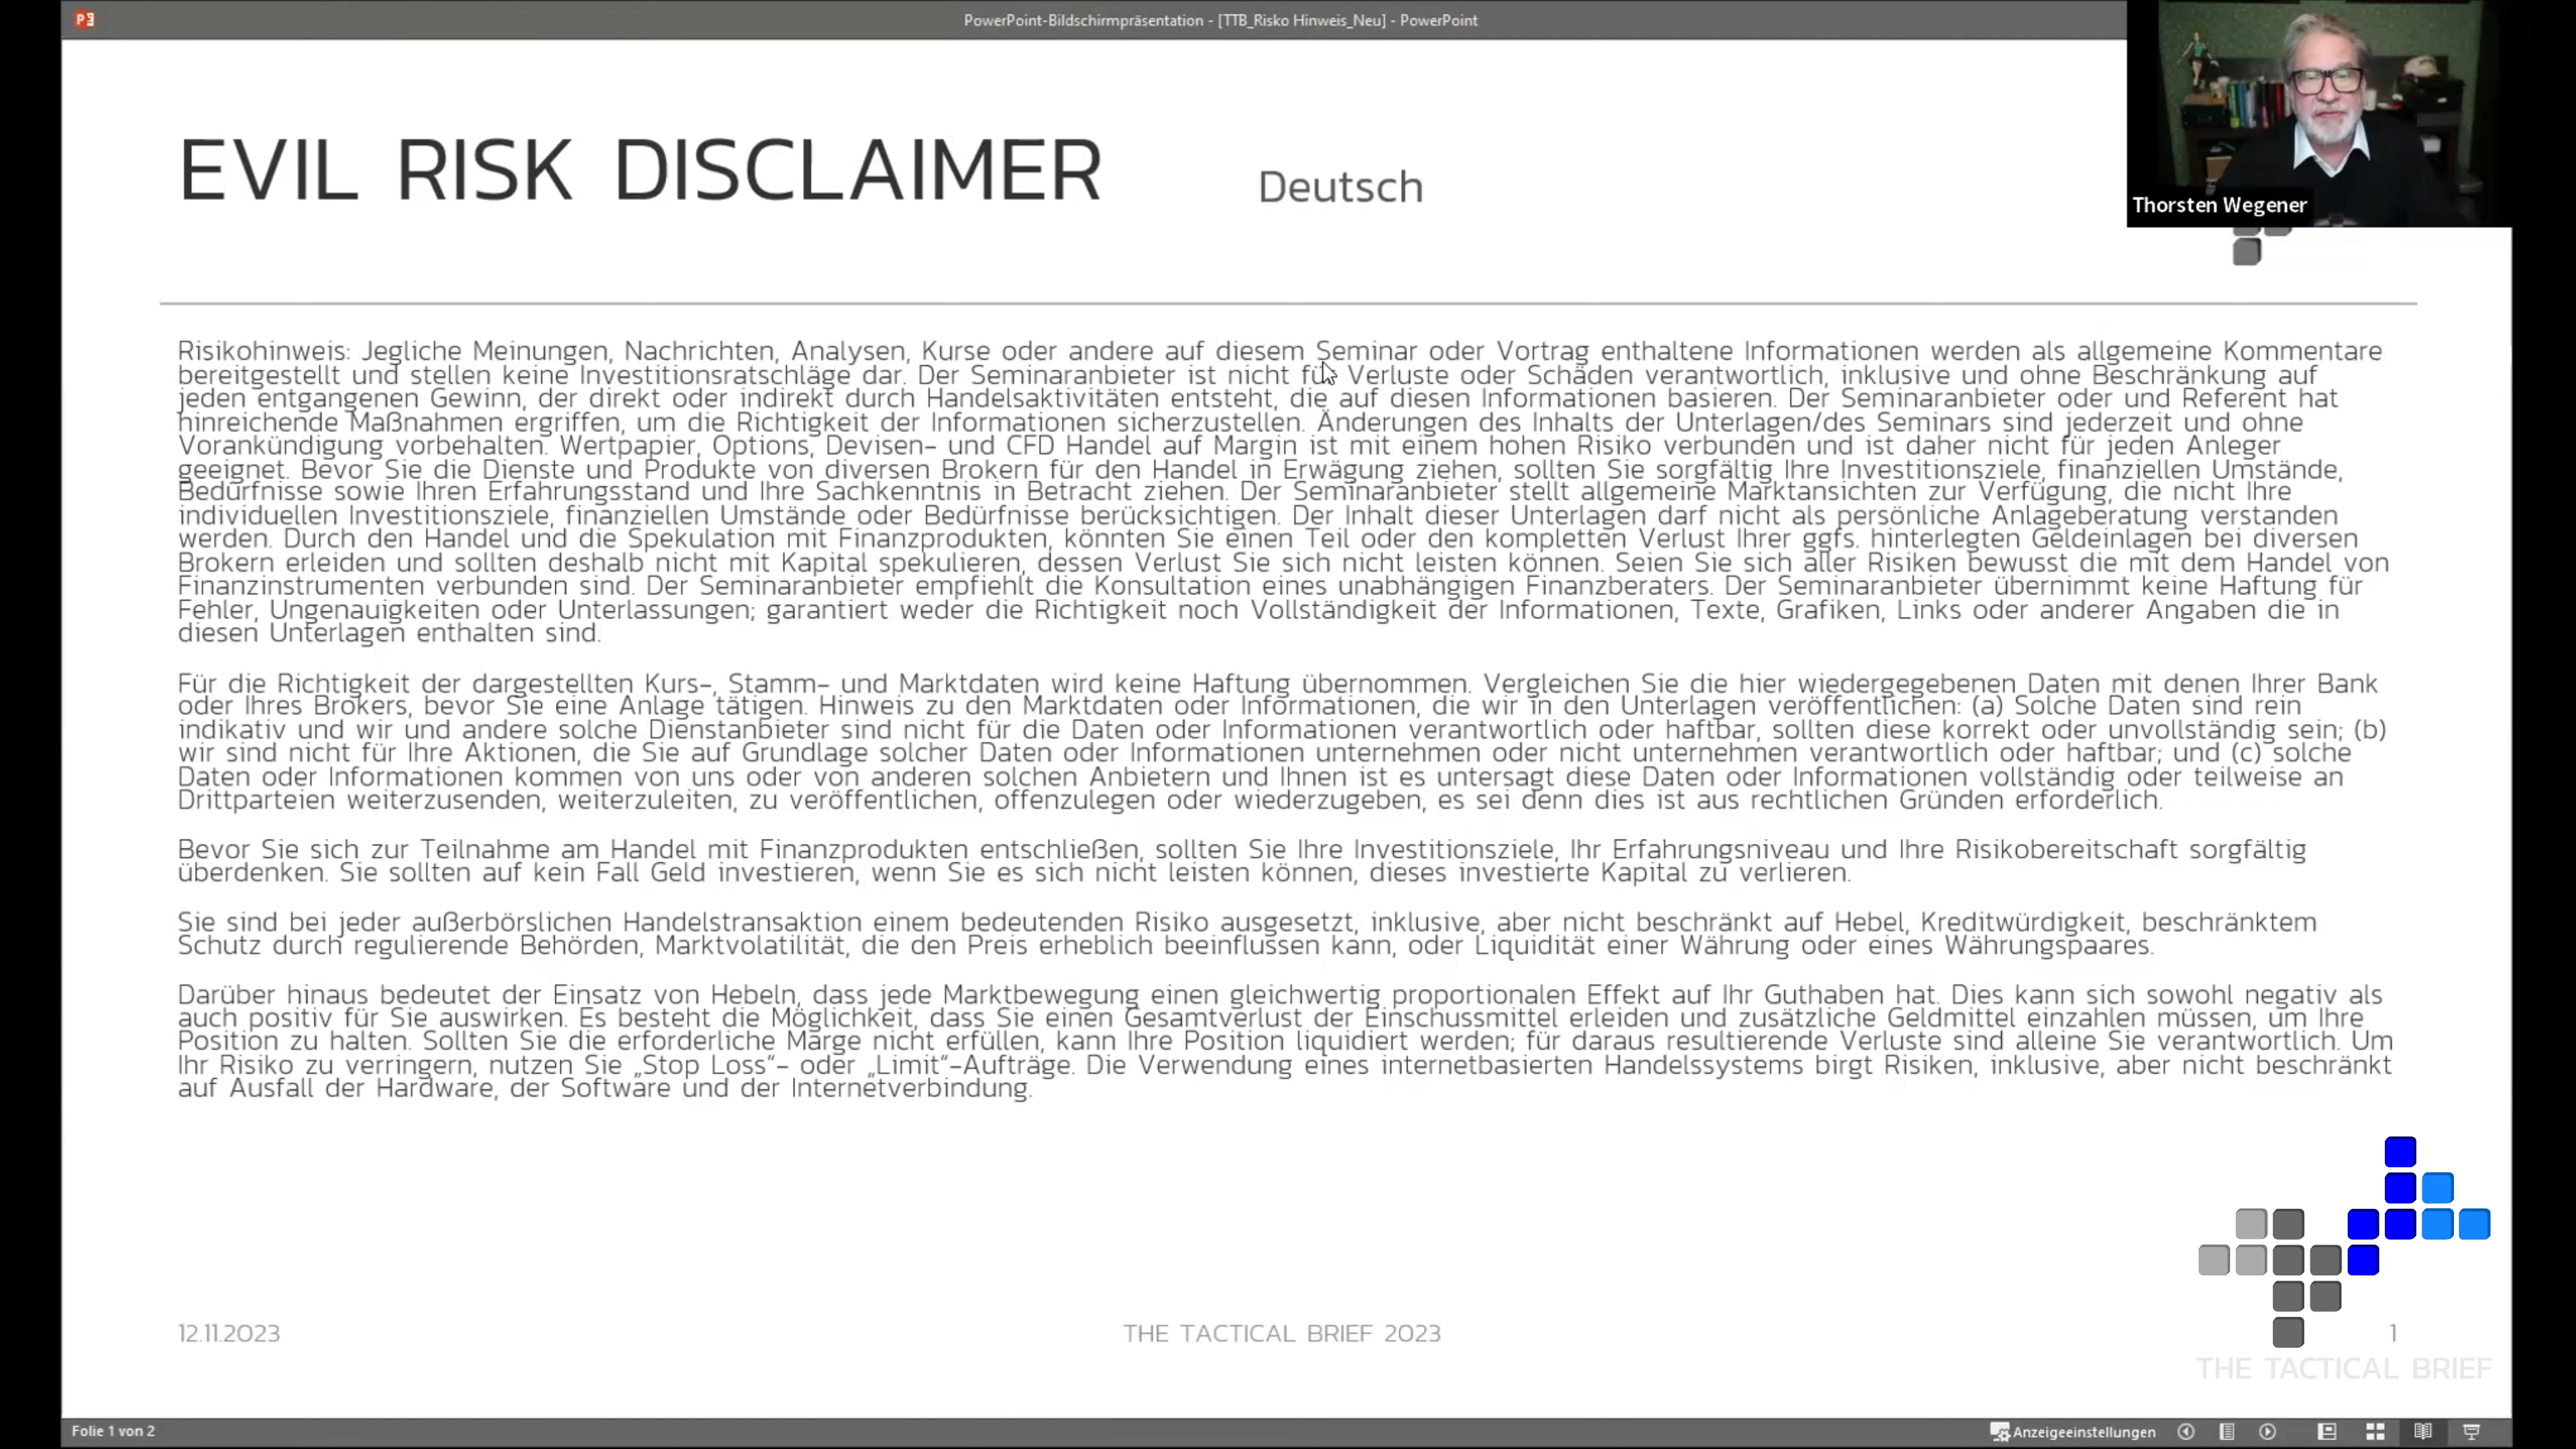 PowerPoint-Bildschirmpräsentation - [TTB_Risko Hinweis_Neu] - PowerPoint
Thorsten Wegener
EVIL RISK DISCLAIMER
Deutsch
Risikohinweis: Jegliche Meinungen, Nachrichten, Analysen, Kurse oder andere auf diesem Seminar oder Vortrag enthaltene Informationen werden als allgemeine Kommentare
bereitgestellt und stellen keine Investitionsratschläge dar. Der Seminaranbieter ist nicht für Verluste oder Schäden verantwortlich, inklusive und ohne Beschränkung auf
jeden entgangenen Gewinn, der direkt oder indirekt durch Handelsaktivitäten entsteht, die auf diesen Informationen basieren. Der Seminaranbieter oder und Referent hat
hinreichende Maßnahmen ergriffen, um die Richtigkeit der Informationen sicherzustellen. Änderungen des Inhalts der Unterlagen/des Seminars sind jederzeit und ohne
Vorankündigung vorbehalten. Wertpapier, Options, Devisen- und CFD Handel auf Margin ist mit einem hohen Risiko verbunden und ist daher nicht für jeden Anleger
geeignet. Bevor Sie die Dienste und Produkte von diversen Brokern für den Handel in Erwägung ziehen, sollten Sie sorgfältig Ihre Investitionsziele, finanziellen Umstände,
Bedürfnisse sowie Ihren Erfahrungsstand und Ihre Sachkenntnis in Betracht ziehen. Der Seminaranbieter stellt allgemeine Marktansichten zur Verfügung, die nicht Ihre
individuellen Investitionsziele, finanziellen Umstände oder Bedürfnisse berücksichtigen. Der Inhalt dieser Unterlagen darf nicht als persönliche Anlageberatung verstanden
werden. Durch den Handel und die Spekulation mit Finanzprodukten, könnten Sie einen Teil oder den kompletten Verlust Ihrer ggfs. hinterlegten Geldeinlagen bei diversen
Brokern erleiden und sollten deshalb nicht mit Kapital spekulieren, dessen Verlust Sie sich nicht leisten können. Seien Sie sich aller Risiken bewusst die mit dem Handel von
Finanzinstrumenten verbunden sind. Der Seminaranbieter empfiehlt die Konsultation eines unabhängigen Finanzberaters. Der Seminaranbieter übernimmt keine Haftung für
Fehler, Ungenauigkeiten oder Unterlassungen; garantiert weder die Richtigkeit noch Vollständigkeit der Informationen, Texte, Grafiken, Links oder anderer Angaben die in
diesen Unterlagen enthalten sind.
Für die Richtigkeit der dargestellten Kurs-, Stamm- und Marktdaten wird keine Haftung übernommen. Vergleichen Sie die hier wiedergegebenen Daten mit denen Ihrer Bank
oder Ihres Brokers, bevor Sie eine Anlage tätigen. Hinweis zu den Marktdaten oder Informationen, die wir in den Unterlagen veröffentlichen: (a) Solche Daten sind rein
indikativ und wir und andere solche Dienstanbieter sind nicht für die Daten oder Informationen verantwortlich oder haftbar, sollten diese korrekt oder unvollständig sein; (b)
wir sind nicht für Ihre Aktionen, die Sie auf Grundlage solcher Daten oder Informationen unternehmen oder nicht unternehmen verantwortlich oder haftbar; und (c) solche
Daten oder Informationen kommen von uns oder von anderen solchen Anbietern und Ihnen ist es untersagt diese Daten oder Informationen vollständig oder teilweise an
Drittparteien weiterzusenden, weiterzuleiten, zu veröffentlichen, offenzulegen oder wiederzugeben, es sei denn dies ist aus rechtlichen Gründen erforderlich.
Bevor Sie sich zur Teilnahme am Handel mit Finanzprodukten entschließen, sollten Sie Ihre Investitionsziele, Ihr Erfahrungsniveau und Ihre Risikobereitschaft sorgfältig
überdenken. Sie sollten auf kein Fall Geld investieren, wenn Sie es sich nicht leisten können, dieses investierte Kapital zu verlieren.
Sie sind bei jeder außerbörslichen Handelstransaktion einem bedeutenden Risiko ausgesetzt, inklusive, aber nicht beschränkt auf Hebel, Kreditwürdigkeit, beschränktem
Schutz durch regulierende Behörden, Marktvolatilität, die den Preis erheblich beeinflussen kann, oder Liquidität einer Währung oder eines Währungspaares.
Darüber hinaus bedeutet der Einsatz von Hebeln, dass jede Marktbewegung einen gleichwertig proportionalen Effekt auf Ihr Guthaben hat. Dies kann sich sowohl negativ als
auch positiv für Sie auswirken. Es besteht die Möglichkeit, dass Sie einen Gesamtverlust der Einschussmittel erleiden und zusätzliche Geldmittel einzahlen müssen, um Ihre
Position zu halten. Sollten Sie die erforderliche Marge nicht erfüllen, kann Ihre Position liquidiert werden; für daraus resultierende Verluste sind alleine Sie verantwortlich. Um
Ihr Risiko zu verringern, nutzen Sie „Stop Loss“- oder „Limit“-Aufträge. Die Verwendung eines internetbasierten Handelssystems birgt Risiken, inklusive, aber nicht beschränkt
auf Ausfall der Hardware, der Software und der Internetverbindung.
12.11.2023
THE TACTICAL BRIEF 2023
1
THE TACTICAL BRIEF
Folie 1 von 2
Anzeigeeinstellungen